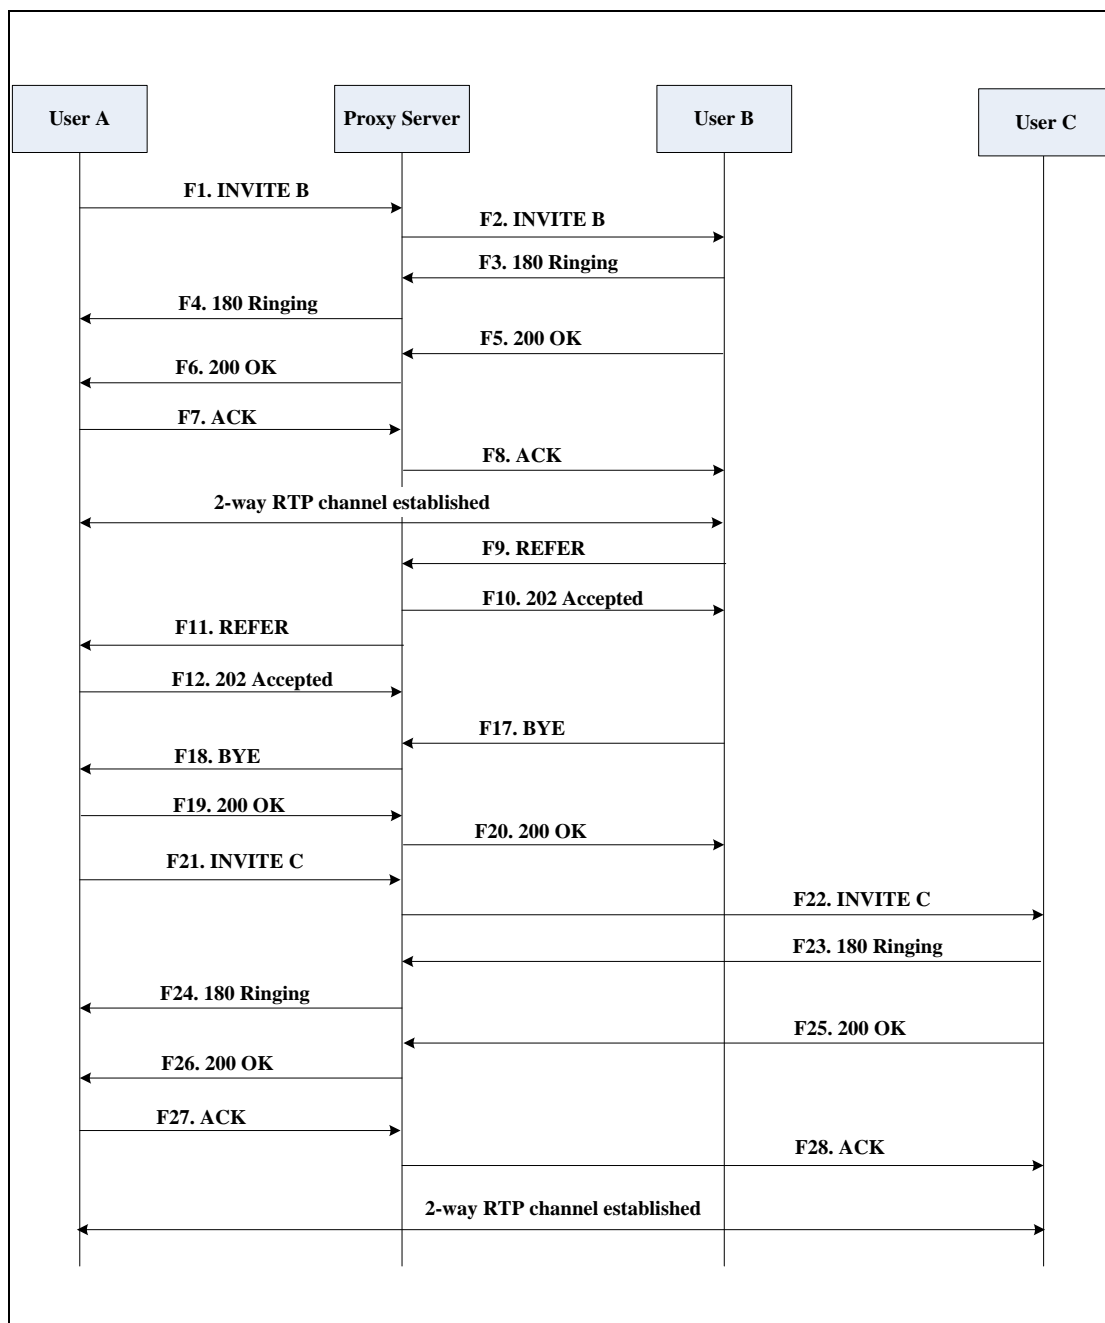 User A
Proxy Server
User B
User C
F1. INVITE B
F2. INVITE B
F3. 180 Ringing
F4. 180 Ringing
F5. 200 OK
F6. 200 OK
F7. ACK
F8. ACK
2-way RTP channel established
F9. REFER
F10. 202 Accepted
F11. REFER
F12. 202 Accepted
F17. BYE
F18. BYE
F19. 200 OK
F20. 200 OK
F21. INVITE C
F22. INVITE C
F23. 180 Ringing
F24. 180 Ringing
F25. 200 OK
F26. 200 OK
F27. ACK
F28. ACK
2-way RTP channel established